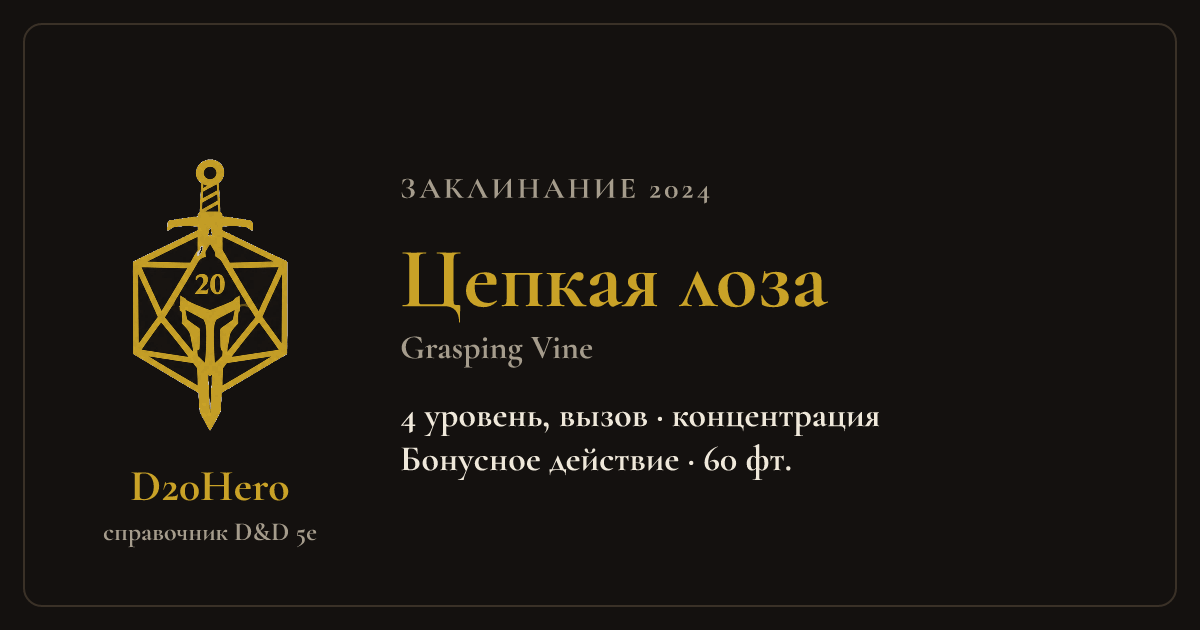 20
D20Hero
справочник D&D 5e
ЗАКЛИНАНИЕ 2024
Цепкая лоза
Grasping Vine
4 уровень, вызов · концентрация
Бонусное действие · 60 фт.